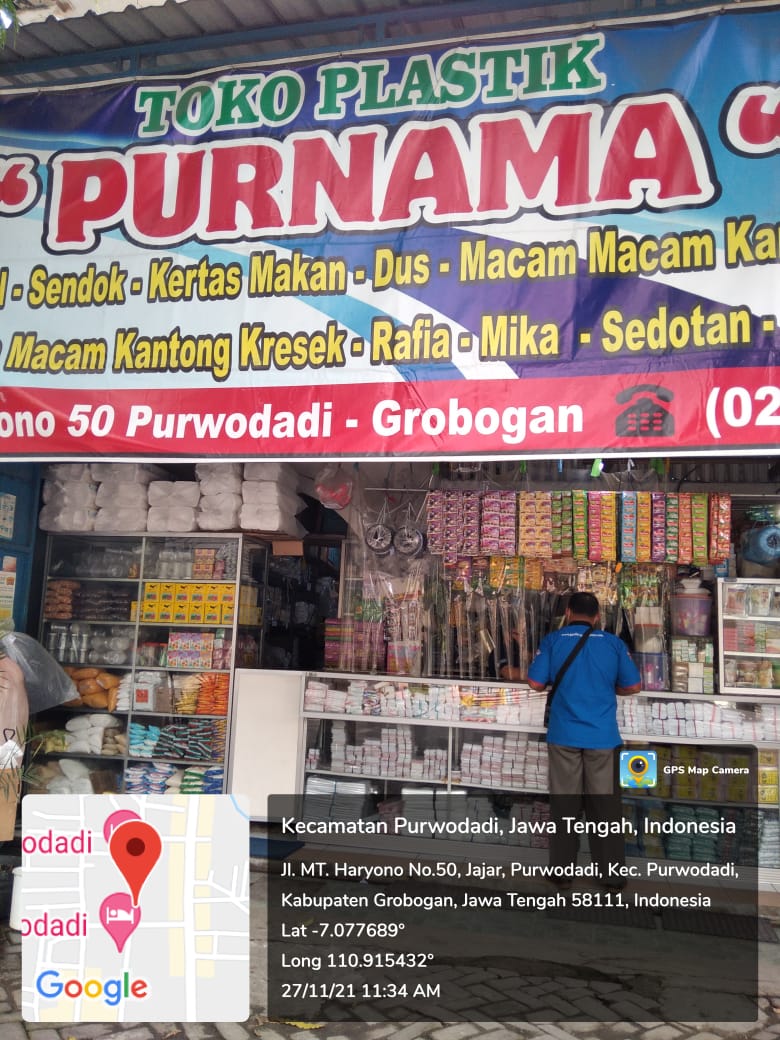 TOKO PLASTIK
" PURNAMA "
- Sendok - Kertas Makan - Dus - Macam Macam
Macam Kantong Kresek - Rafia - Mika - Sedotan -
50 Purwodadi - Grobogan ☎ (02
GPS Map Camera
Kecamatan Purwodadi, Jawa Tengah, Indonesia
Jl. MT. Haryono No.50, Jajar, Purwodadi, Kec. Purwodadi,
Kabupaten Grobogan, Jawa Tengah 58111, Indonesia
Lat -7.077689°
Long 110.915432°
27/11/21 11:34 AM
odadi
odadi
Google